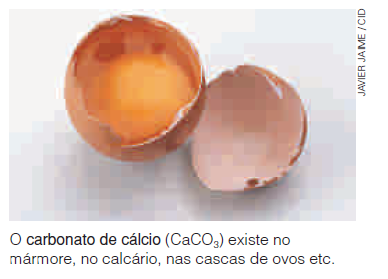 JAVIER JAIME / CID
O carbonato de cálcio (CaCO₃) existe no
mármore, no calcário, nas cascas de ovos etc.